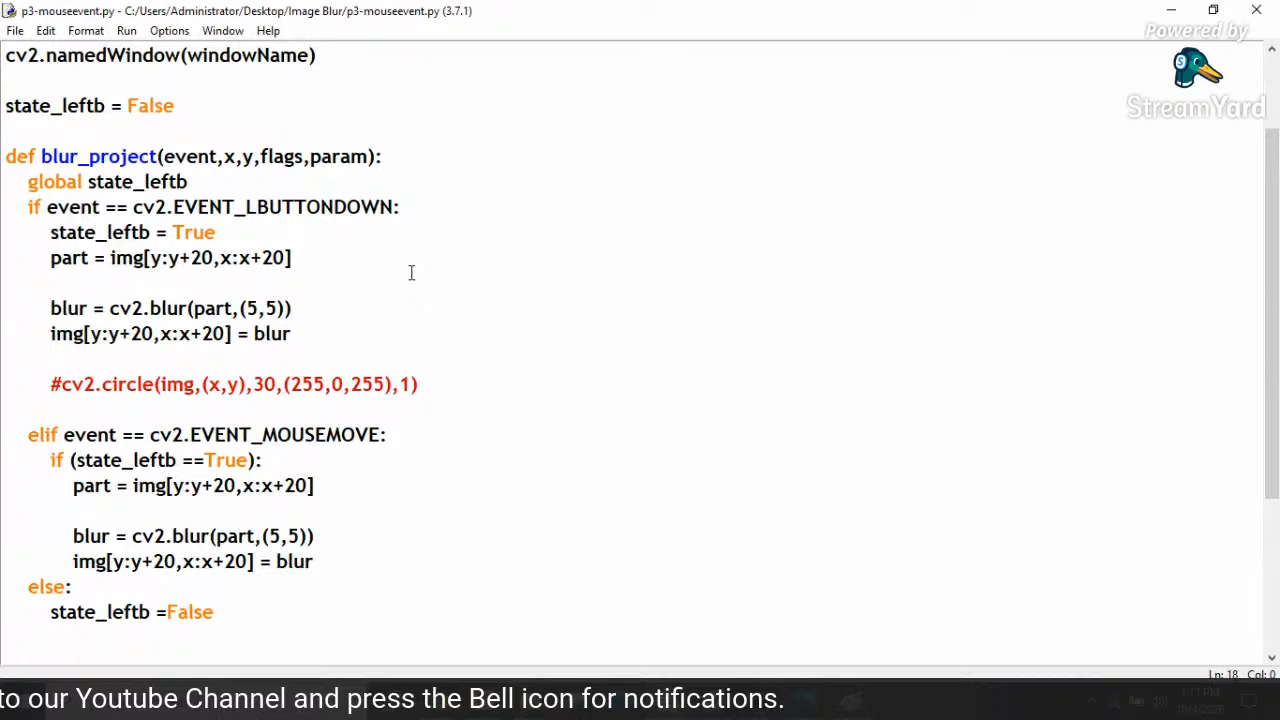 p3-mouseevent.py - C:/Users/Administrator/Desktop/Image Blur/p3-mouseevent.py (3.7.1)
File Edit Format Run Options Window Help
Powered by
StreamYard
cv2.namedWindow(windowName)
state_leftb = False
def blur_project(event,x,y,flags,param):
global state_leftb
if event == cv2.EVENT_LBUTTONDOWN:
state_leftb = True
part = img[y:y+20,x:x+20]
blur = cv2.blur(part,(5,5))
img[y:y+20,x:x+20] = blur
#cv2.circle(img,(x,y),30,(255,0,255),1)
elif event == cv2.EVENT_MOUSEMOVE:
if (state_leftb ==True):
part = img[y:y+20,x:x+20]
blur = cv2.blur(part,(5,5))
img[y:y+20,x:x+20] = blur
else:
state_leftb =False
Ln: 18 Col: 0
to our Youtube Channel and press the Bell icon for notifications.